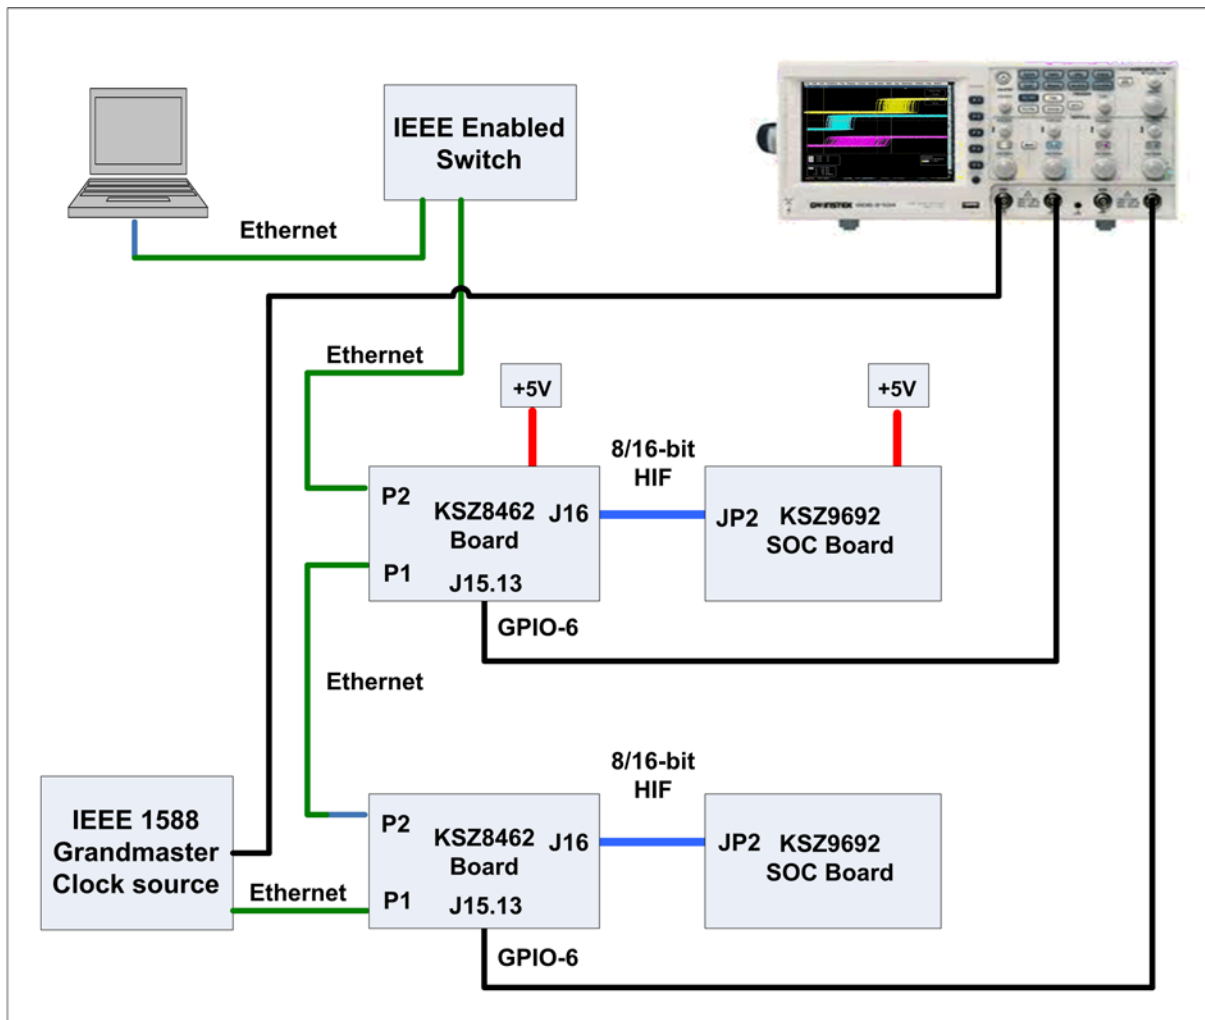 IEEE Enabled
Switch
Ethernet
GWINSTEK
Ethernet
+5V
+5V
8/16-bit
HIF
P2
KSZ8462
Board
J16
P1
J15.13
JP2
KSZ9692
SOC Board
GPIO-6
Ethernet
8/16-bit
HIF
IEEE 1588
Grandmaster
Clock source
Ethernet
P2
KSZ8462
Board
J16
P1
J15.13
JP2
KSZ9692
SOC Board
GPIO-6